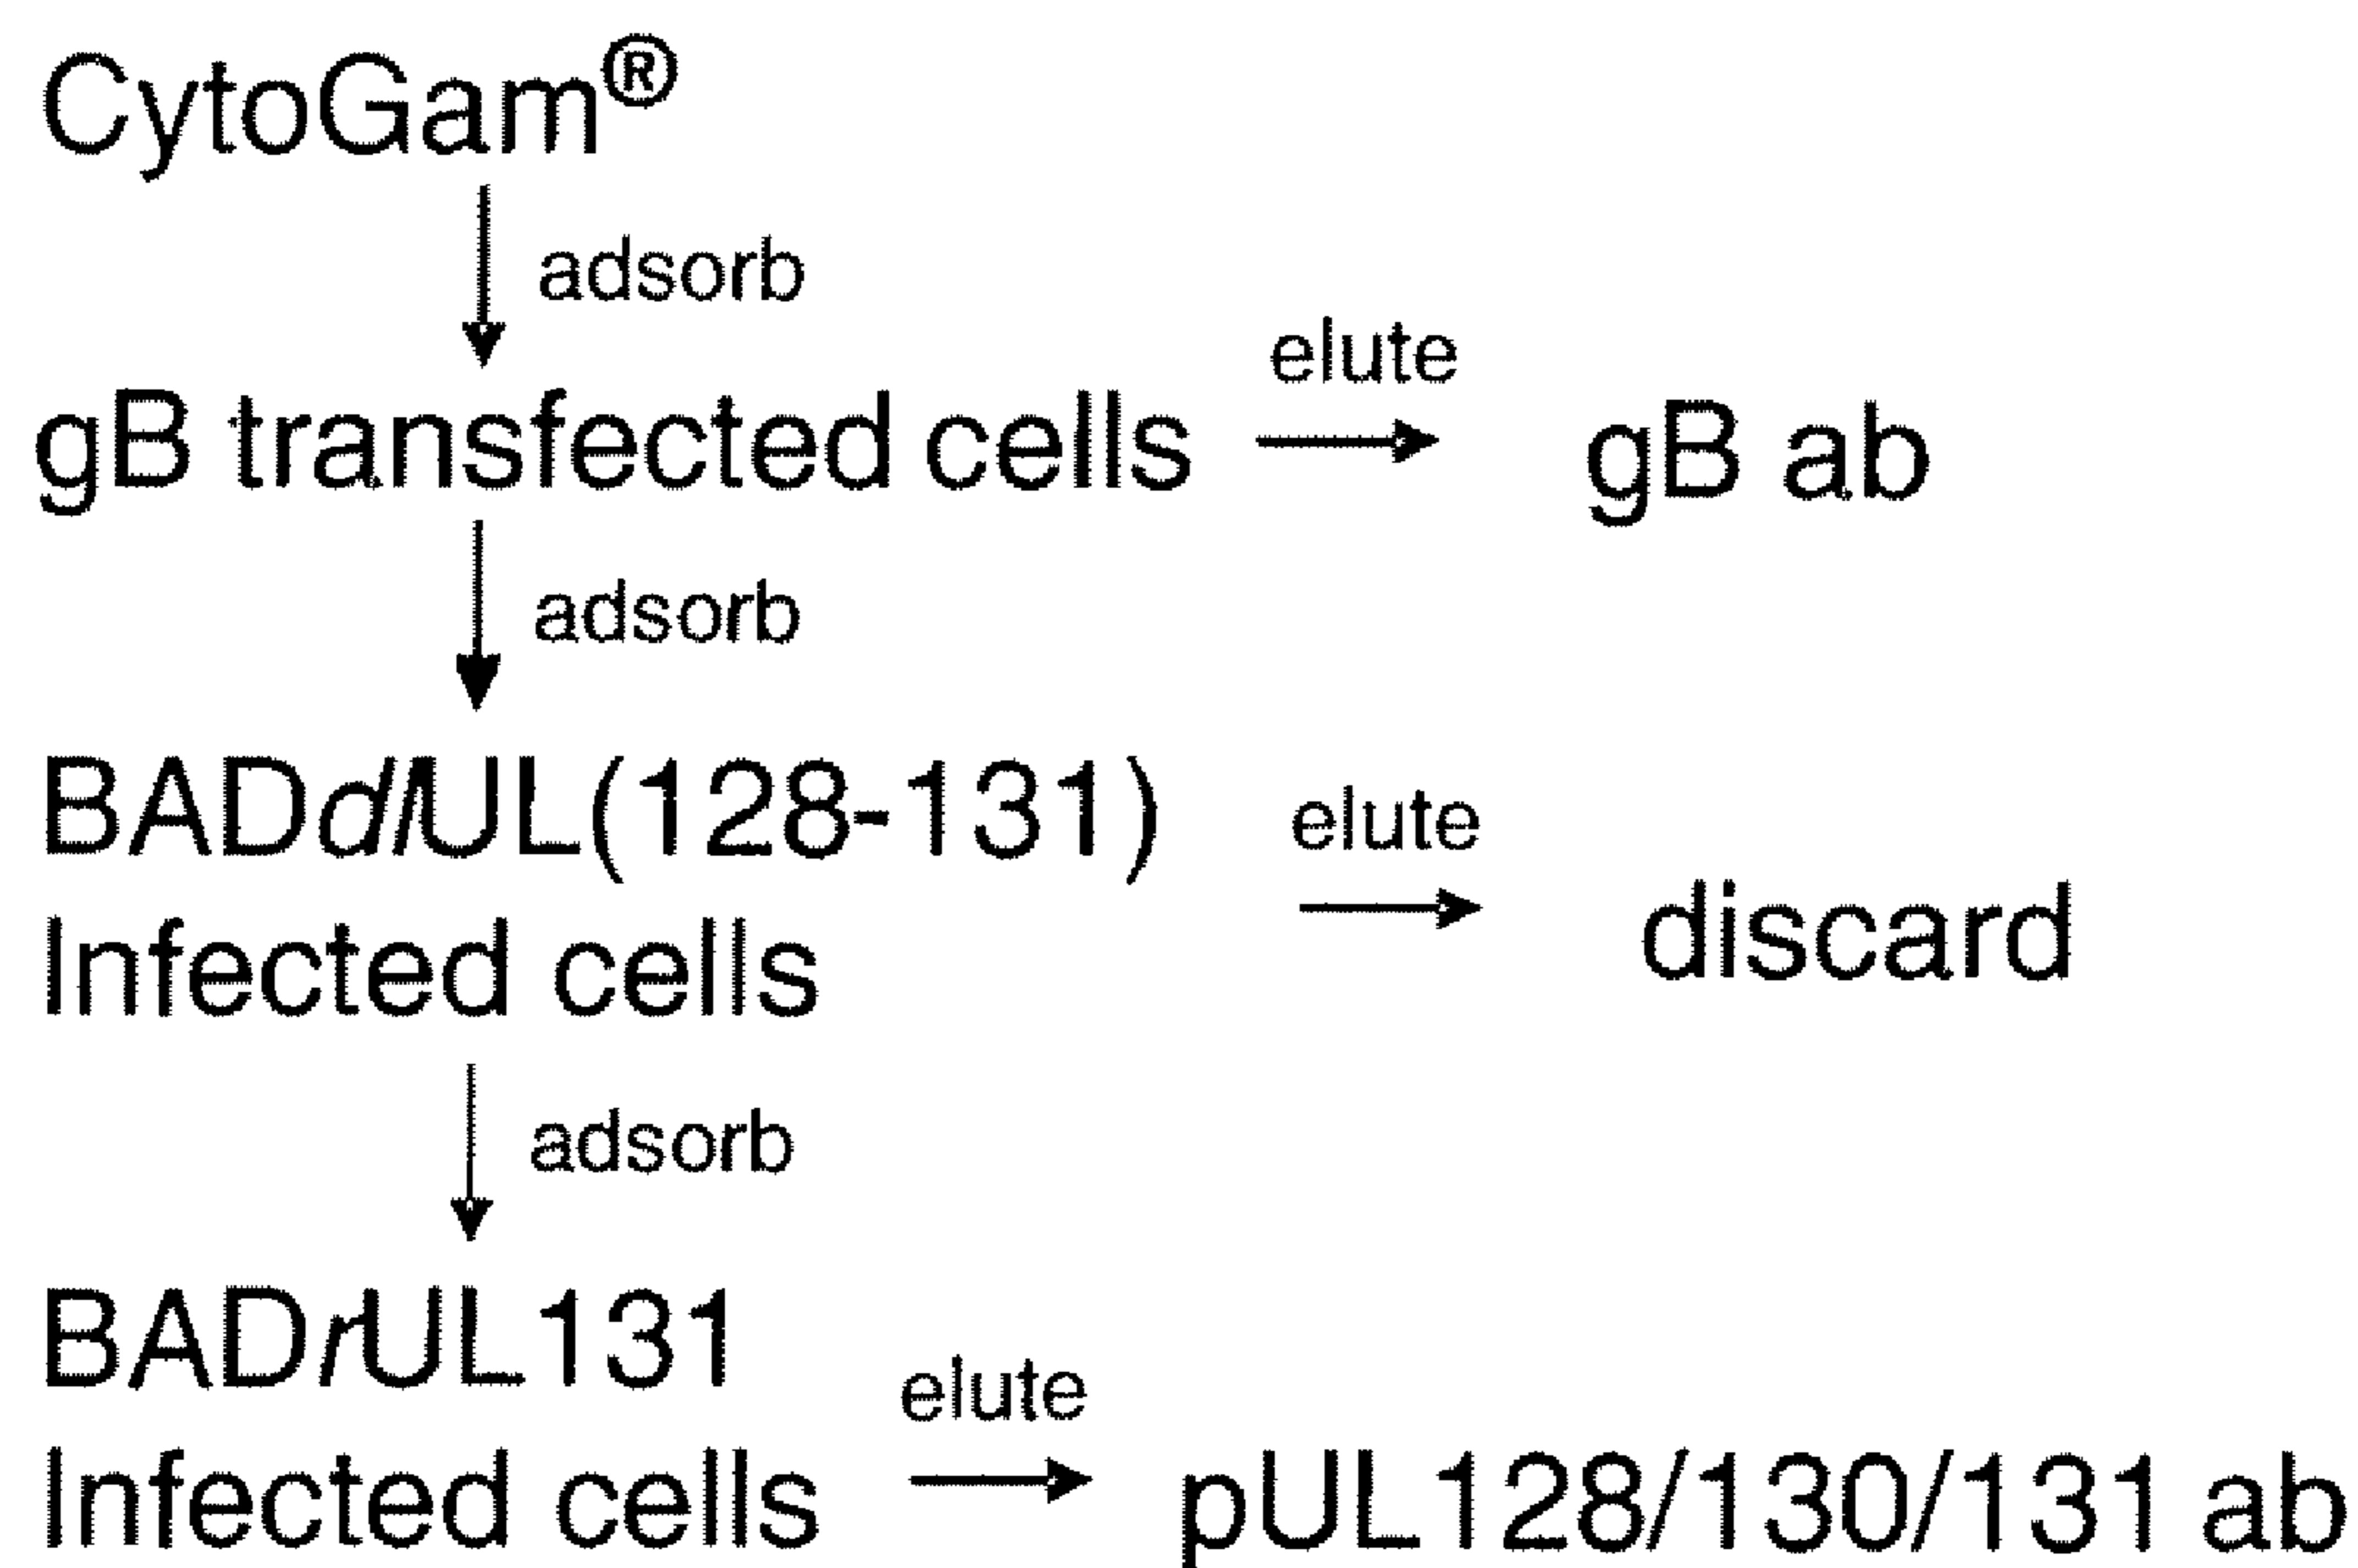 CytoGam®
adsorb
elute
gB transfected cells
gB ab
adsorb
BADdlUL(128-131)
Infected cells
elute
discard
adsorb
BADrUL131
Infected cells
elute
pUL128/130/131 ab